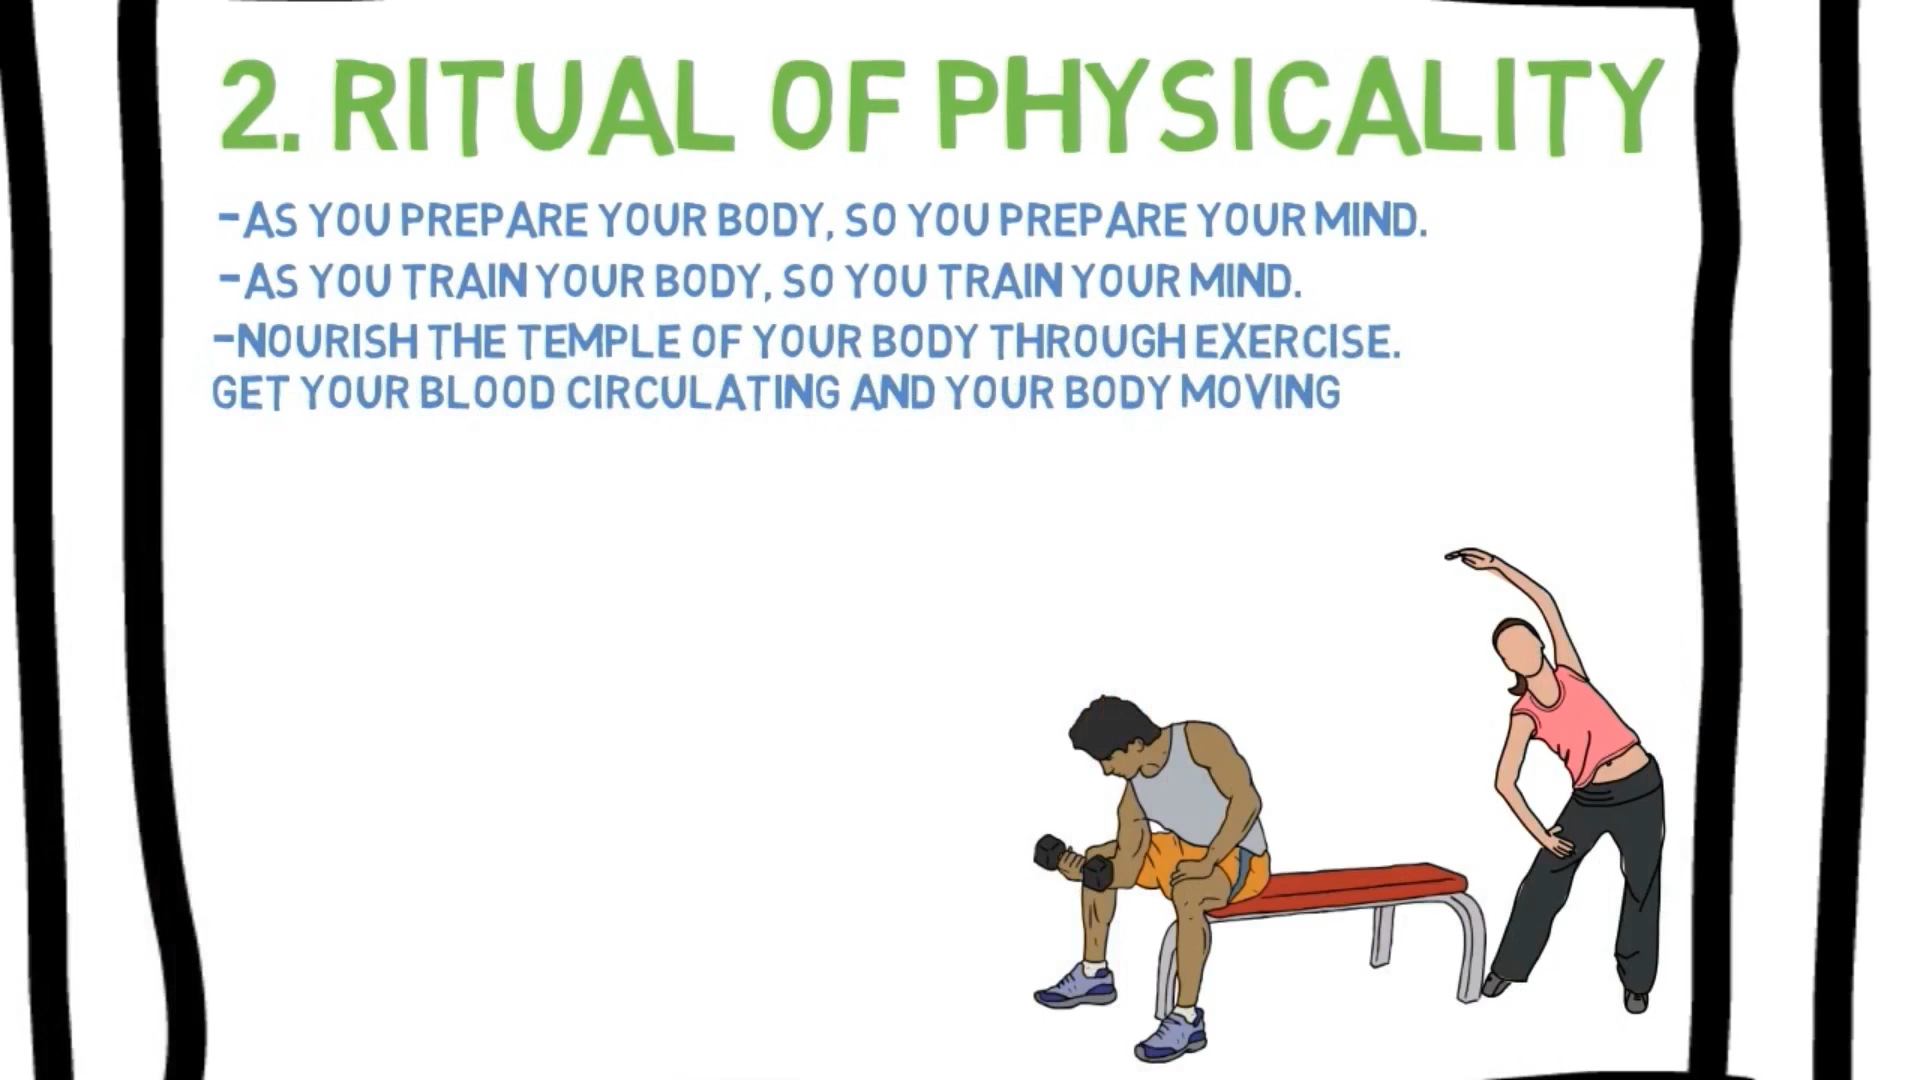 2. RITUAL OF PHYSICALITY
-AS YOU PREPARE YOUR BODY, SO YOU PREPARE YOUR MIND.
-AS YOU TRAIN YOUR BODY, SO YOU TRAIN YOUR MIND.
-NOURISH THE TEMPLE OF YOUR BODY THROUGH EXERCISE.
GET YOUR BLOOD CIRCULATING AND YOUR BODY MOVING